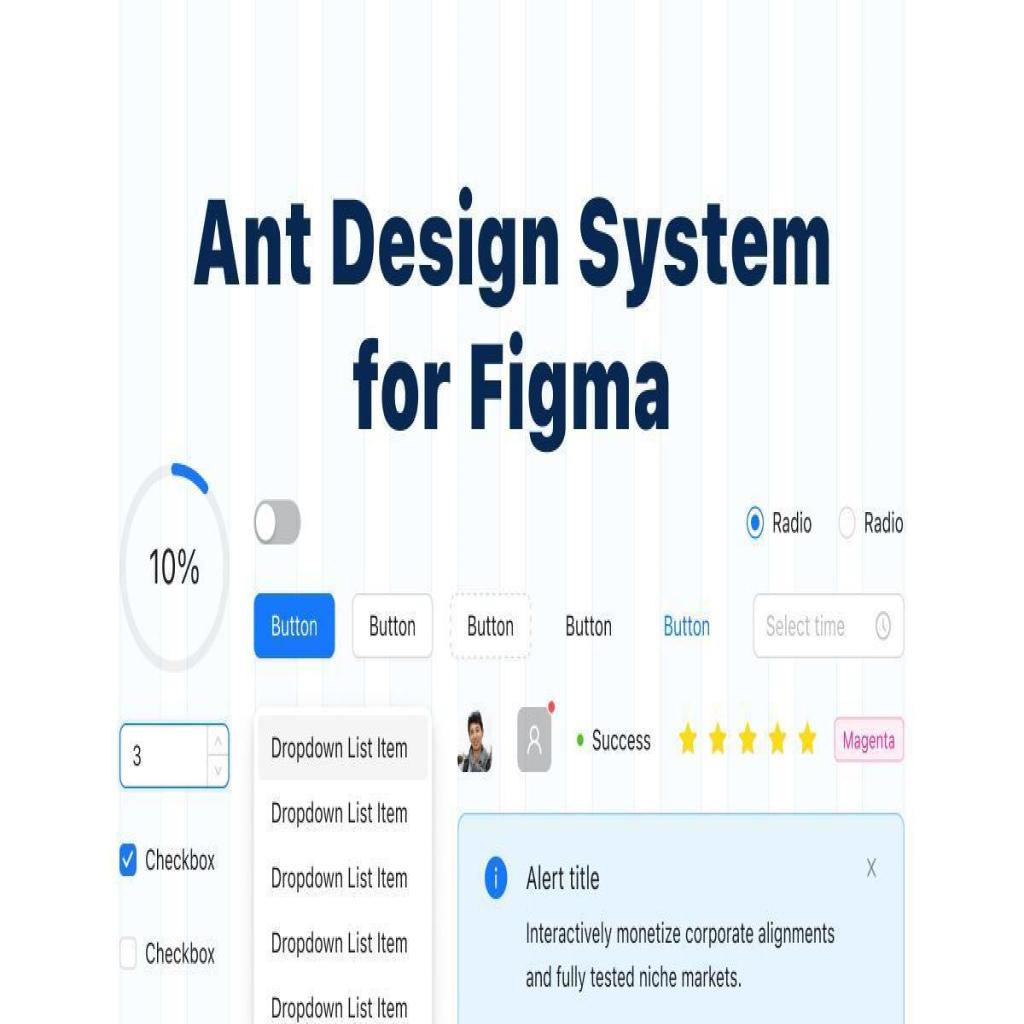 Ant Design System
for Figma
10%
Radio
Radio
Button
Button
Button
Button
Button
Select time
3
Dropdown List Item
Success
Magenta
Dropdown List Item
Checkbox
Dropdown List Item
Alert title
Interactively monetize corporate alignments
and fully tested niche markets.
Checkbox
Dropdown List Item
Dropdown List Item